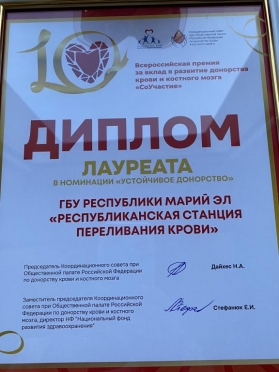 10
Всероссийская премия
за вклад в развитие донорства
крови и костного мозга
«СоУчастие»
ДИПЛОМ
ЛАУРЕАТА
В НОМИНАЦИИ «УСТОЙЧИВОЕ ДОНОРСТВО»
ГБУ РЕСПУБЛИКИ МАРИЙ ЭЛ
«РЕСПУБЛИКАНСКАЯ СТАНЦИЯ
ПЕРЕЛИВАНИЯ КРОВИ»
Председатель Координационного совета при
Общественной палате Российской Федерации
по донорству крови и костного мозга
Дайхес Н.А.
Заместитель председателя Координационного
совета при Общественной палате Российской
Федерации по донорству крови и костного
мозга, директор НФ "Национальный фонд
развития здравоохранения"
Стефанюк Е.И.